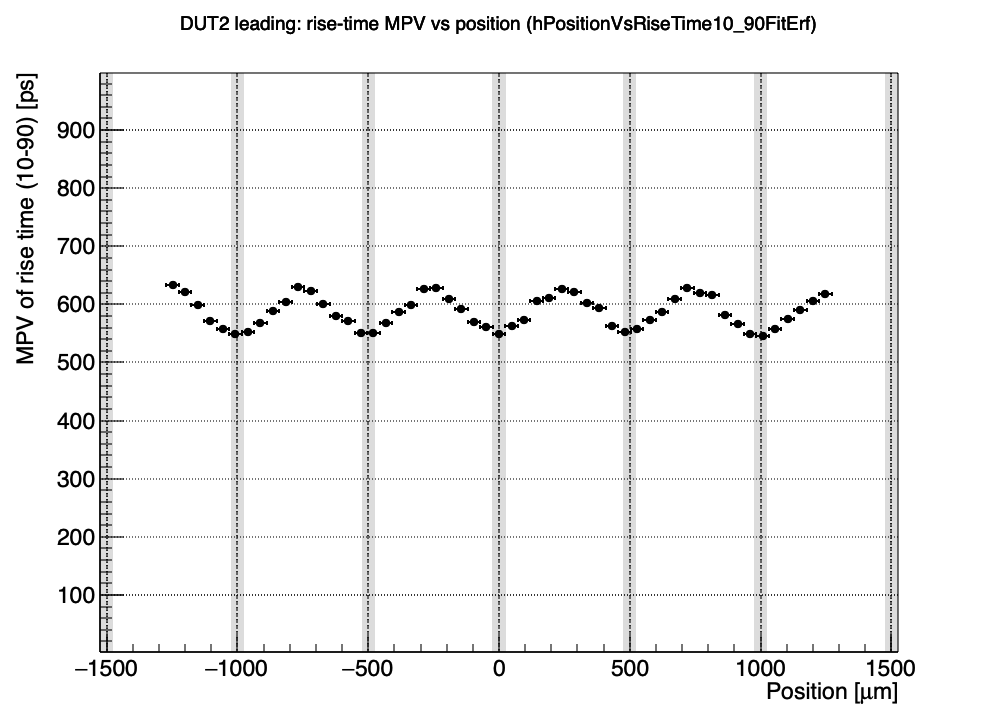 DUT2 leading: rise-time MPV vs position (hPositionVsRiseTime10_90FitErf)
MPV of rise time (10-90) [ps]
900
800
700
600
500
400
300
200
100
−1500 −1000 −500 0 500 1000 1500
Position [μm]